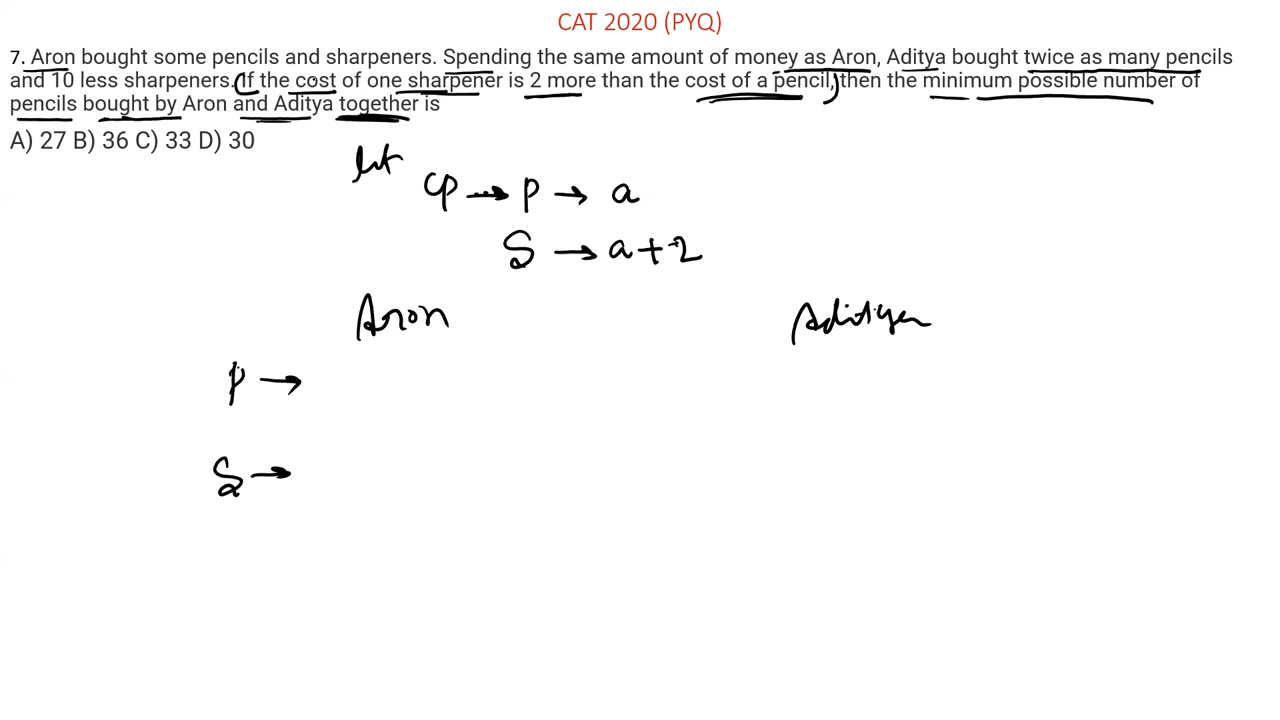 CAT 2020 (PYQ)
7. Aron bought some pencils and sharpeners. Spending the same amount of money as Aron, Aditya bought twice as many pencils
and 10 less sharpeners. (If the cost of one sharpener is 2 more than the cost of a pencil,) then the minimum possible number of
pencils bought by Aron and Aditya together is
A) 27 B) 36 C) 33 D) 30
let
CP → P → a
S → a+2
Aron Aditya
P →
S →